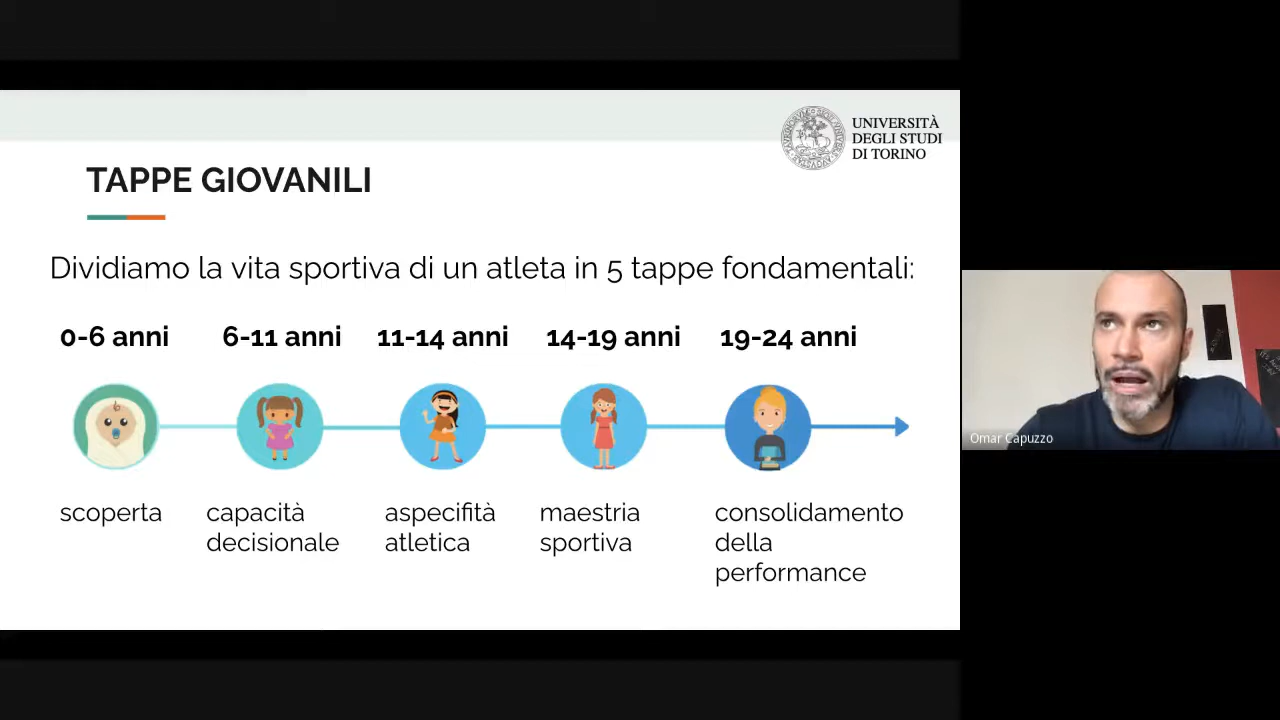 UNIVERSITÀ
DEGLI STUDI
DI TORINO
TAPPE GIOVANILI
Dividiamo la vita sportiva di un atleta in 5 tappe fondamentali:
0-6 anni 6-11 anni 11-14 anni 14-19 anni 19-24 anni
scoperta
capacità
decisionale
aspecifità
atletica
maestria
sportiva
consolidamento
della
performance
Omar Capuzzo